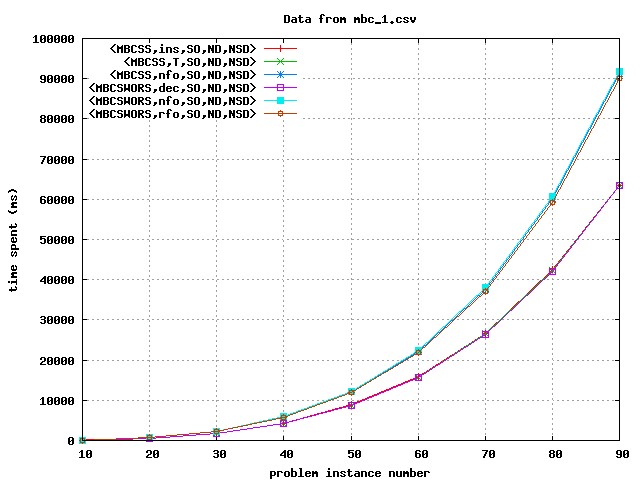 Data from mbc_1.csv
100000
90000
80000
70000
60000
50000
40000
30000
20000
10000
0
time spent (ms)
<MBCSS,ins,SO,ND,NSD>
<MBCSS,T,SO,ND,NSD>
<MBCSS,nfo,SO,ND,NSD>
<MBCSWORS,dec,SO,ND,NSD>
<MBCSWORS,nfo,SO,ND,NSD>
<MBCSWORS,rfo,SO,ND,NSD>
10 20 30 40 50 60 70 80 90
problem instance number